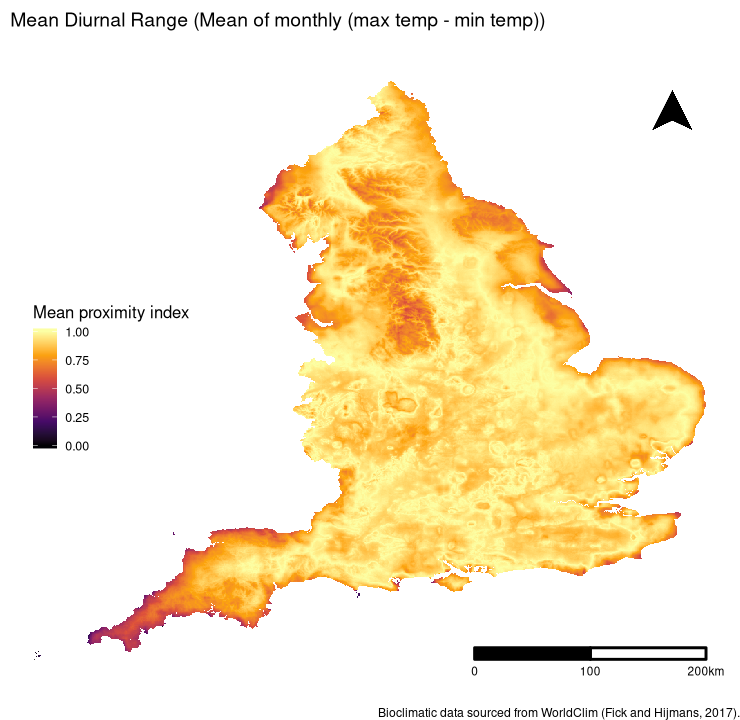 Mean Diurnal Range (Mean of monthly (max temp - min temp))
Mean proximity index
1.00
0.75
0.50
0.25
0.00
0
100
200km
Bioclimatic data sourced from WorldClim (Fick and Hijmans, 2017).